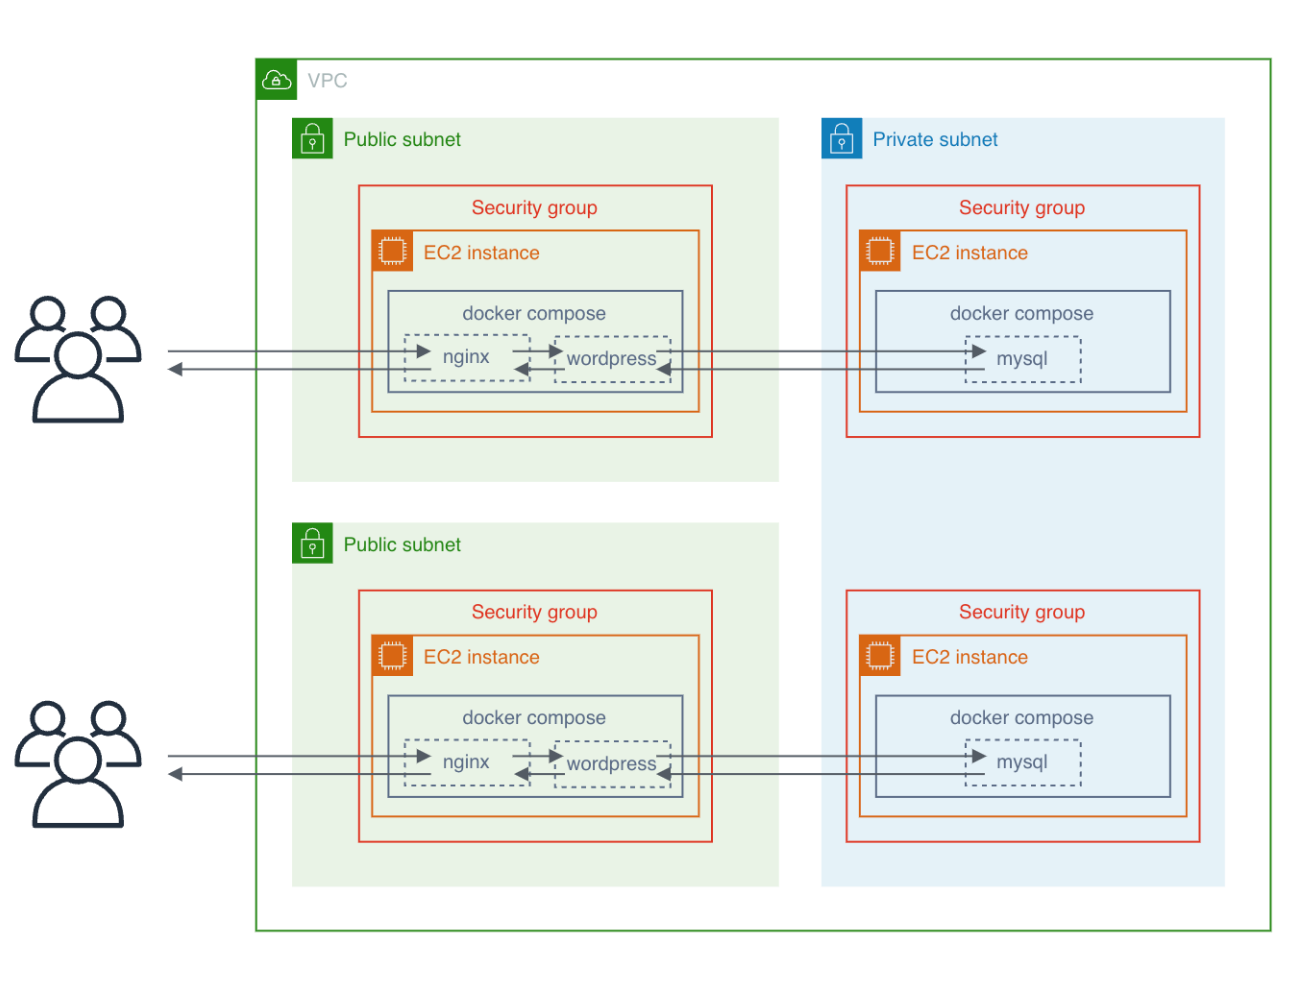 VPC
Public subnet
Private subnet
Security group
Security group
EC2 instance
EC2 instance
docker compose
docker compose
nginx
wordpress
mysql
Public subnet
Security group
Security group
EC2 instance
EC2 instance
docker compose
docker compose
nginx
wordpress
mysql